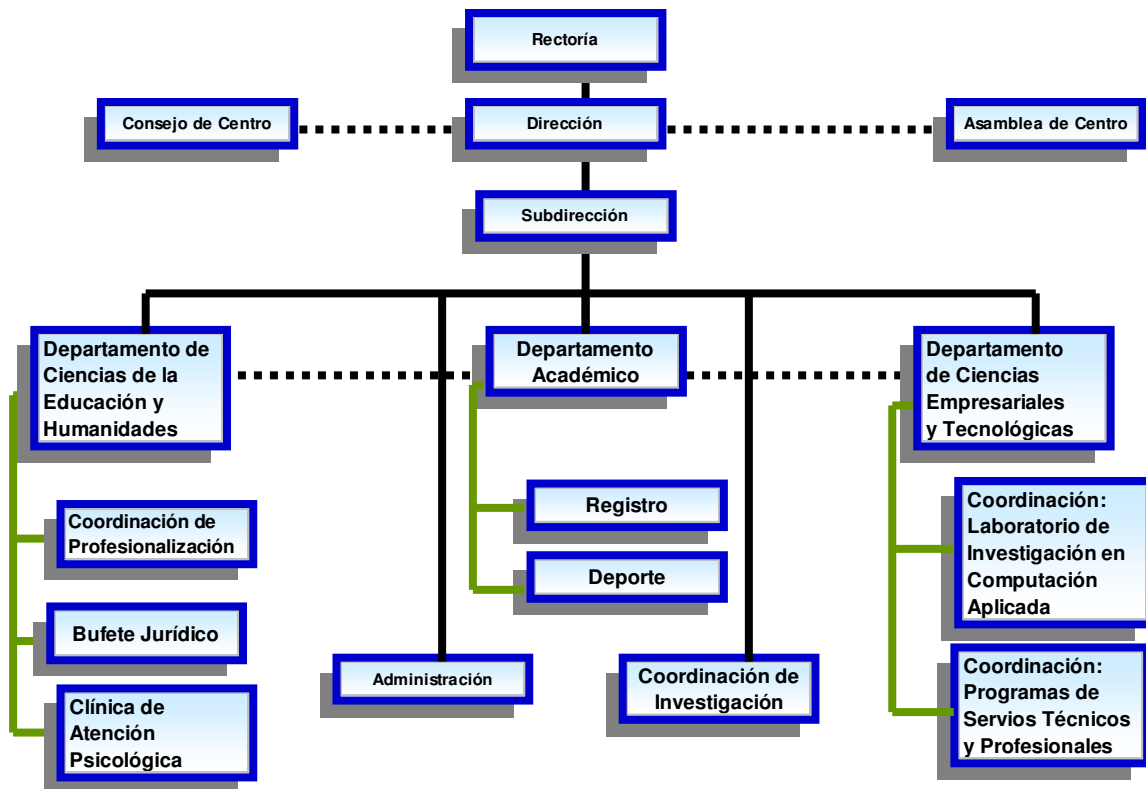 Rectoría
Consejo de Centro
Dirección
Asamblea de Centro
Subdirección
Departamento de
Ciencias de la
Educación y
Humanidades
Departamento
Académico
Departamento
de Ciencias
Empresariales
y Tecnológicas
Coordinación de
Profesionalización
Bufete Jurídico
Clínica de
Atención
Psicológica
Registro
Deporte
Administración
Coordinación de
Investigación
Coordinación:
Laboratorio de
Investigación en
Computación
Aplicada
Coordinación:
Programas de
Servios Técnicos
y Profesionales